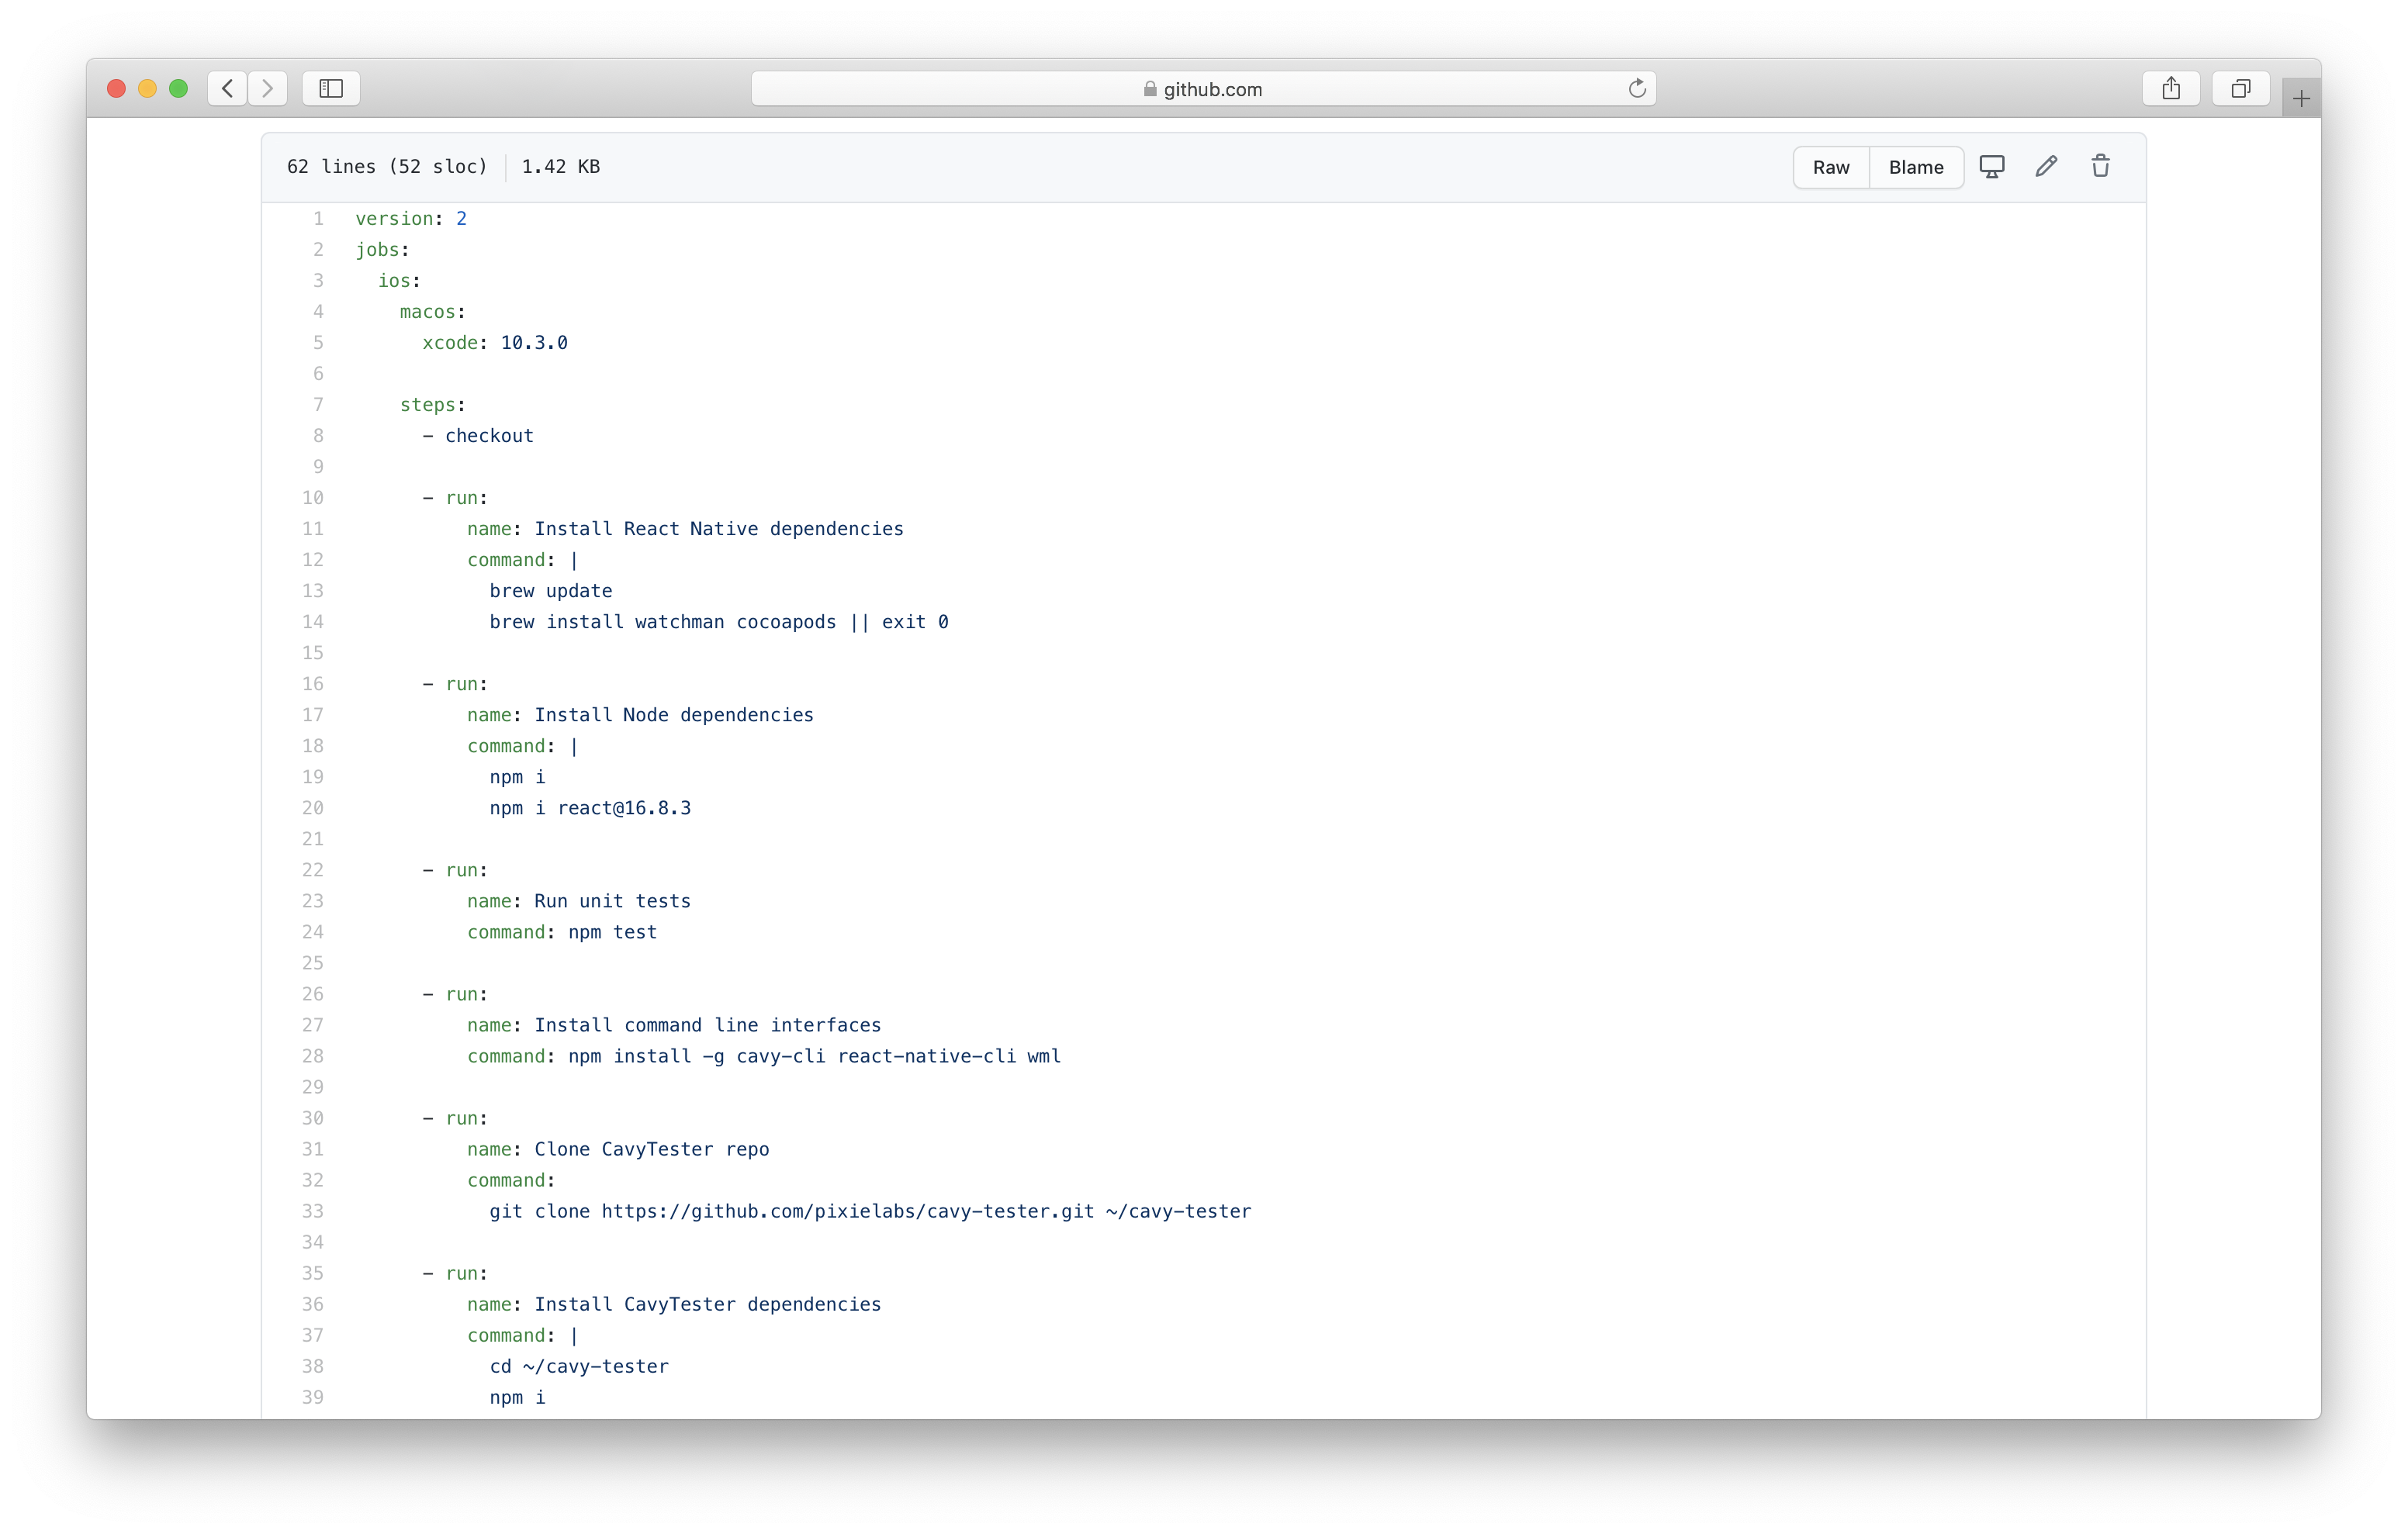 github.com
62 lines (52 sloc) 1.42 KB Raw Blame
1 version: 2
2 jobs:
3   ios:
4     macos:
5       xcode: 10.3.0
6
7     steps:
8       - checkout
9
10       - run:
11           name: Install React Native dependencies
12           command: |
13             brew update
14             brew install watchman cocoapods || exit 0
15
16       - run:
17           name: Install Node dependencies
18           command: |
19             npm i
20             npm i react@16.8.3
21
22       - run:
23           name: Run unit tests
24           command: npm test
25
26       - run:
27           name: Install command line interfaces
28           command: npm install -g cavy-cli react-native-cli wml
29
30       - run:
31           name: Clone CavyTester repo
32           command:
33             git clone https://github.com/pixielabs/cavy-tester.git ~/cavy-tester
34
35       - run:
36           name: Install CavyTester dependencies
37           command: |
38             cd ~/cavy-tester
39             npm i